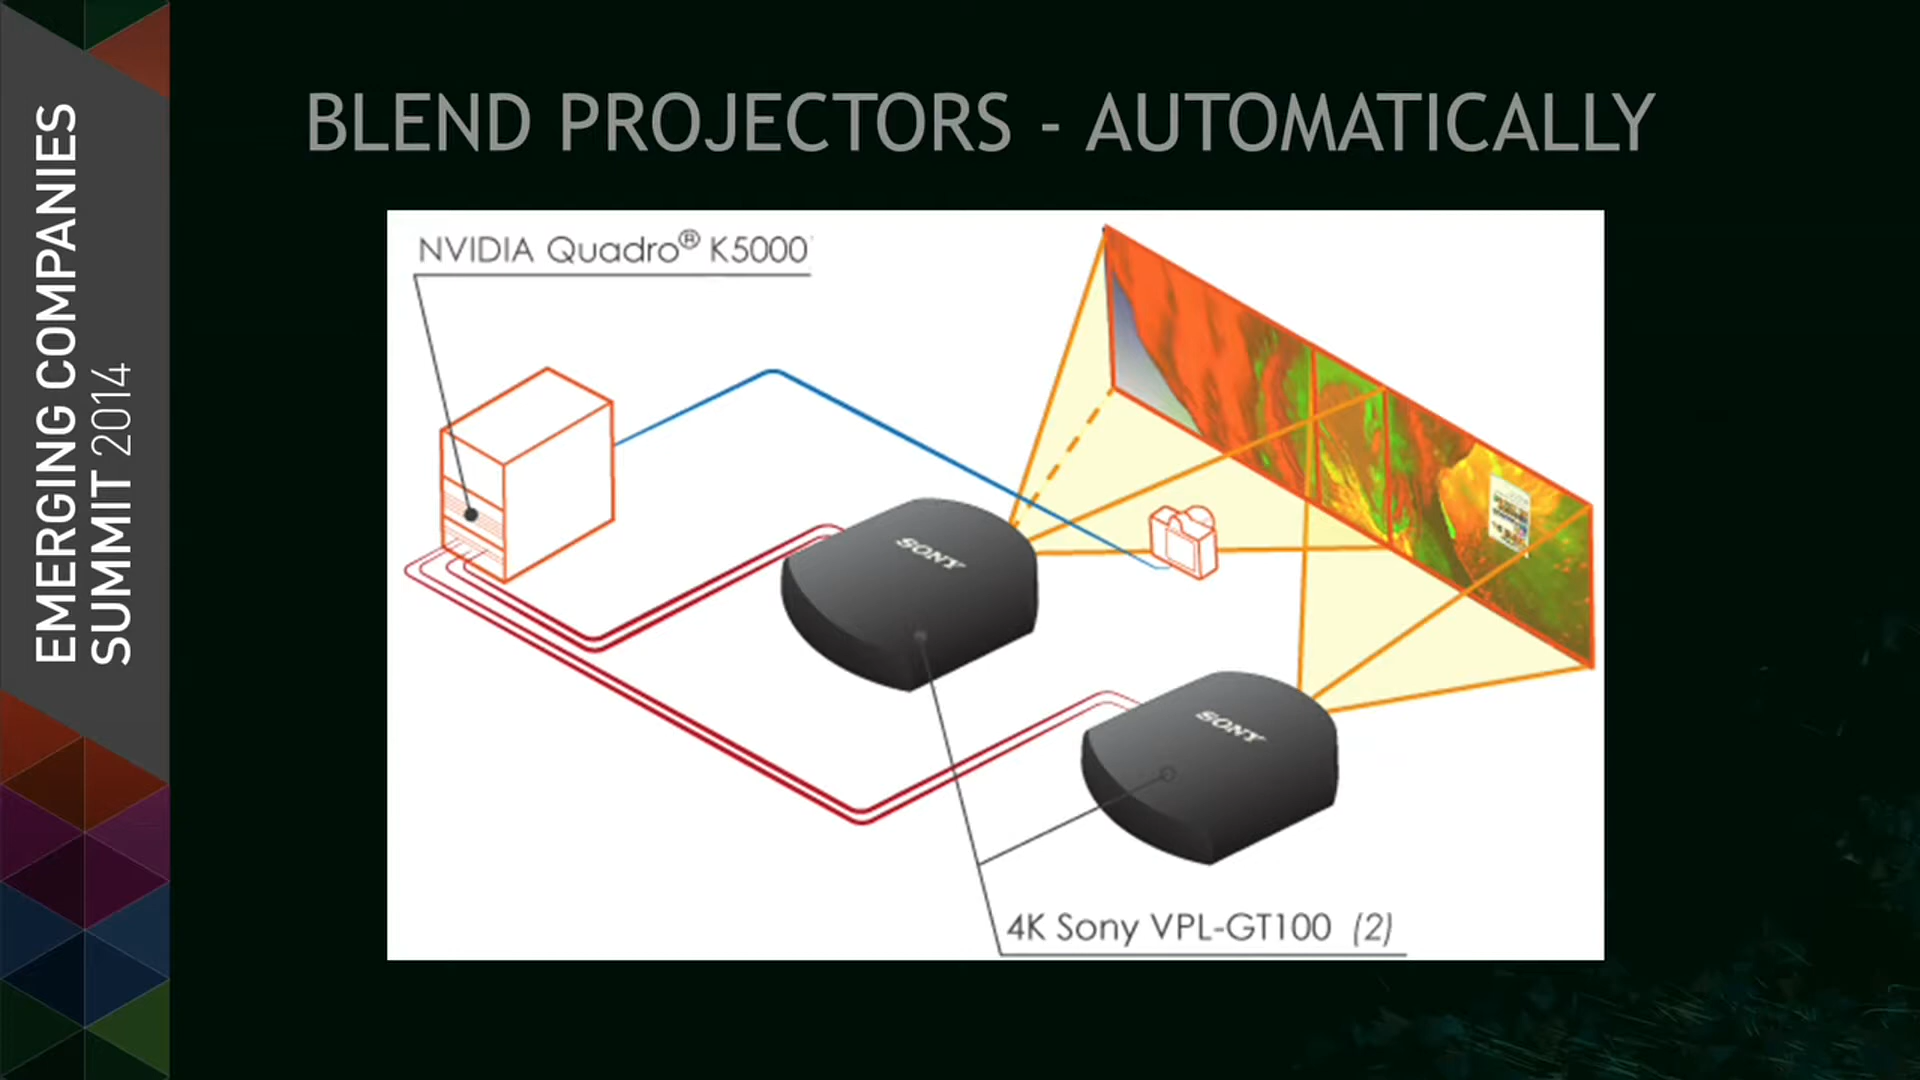 EMERGING COMPANIES
SUMMIT 2014
BLEND PROJECTORS - AUTOMATICALLY
NVIDIA Quadro® K5000
SONY
SONY
4K Sony VPL-GT100 (2)